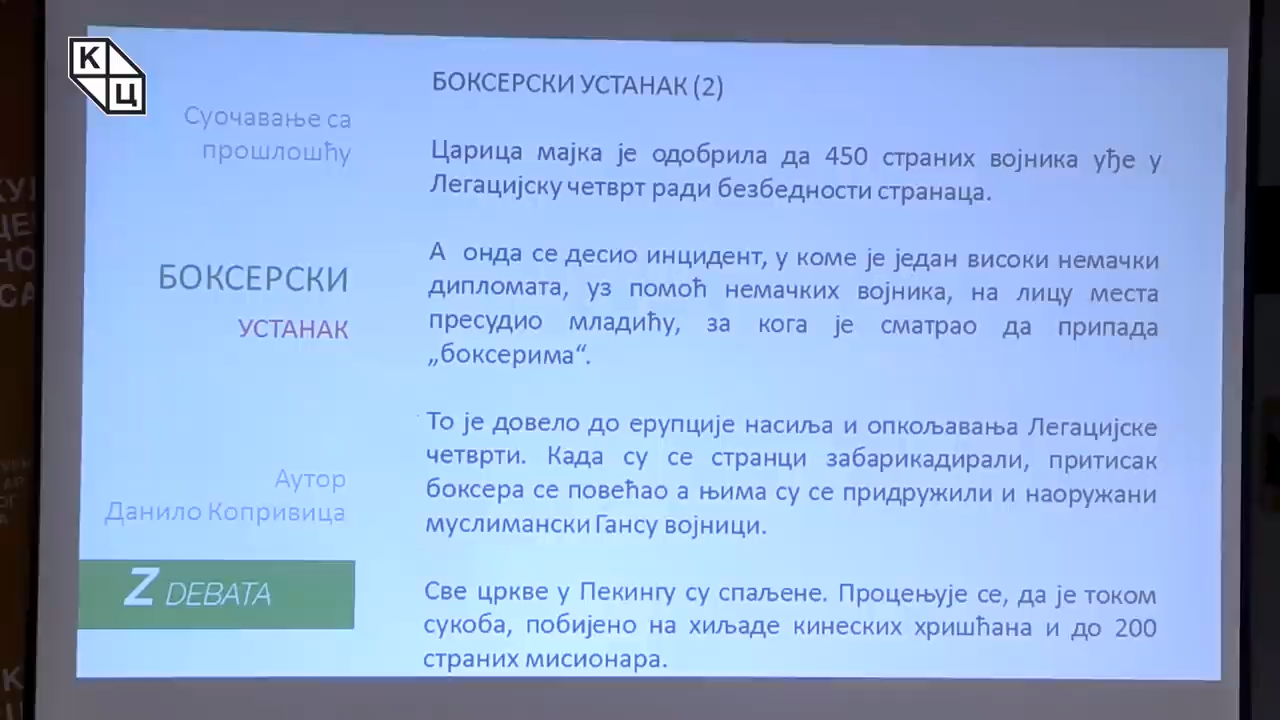 К
Ц
Суочавање са
прошлошћу
БОКСЕРСКИ
УСТАНАК
Аутор
Данило Копривица
Z DEBATA
БОКСЕРСКИ УСТАНАК (2)
Царица мајка је одобрила да 450 страних војника уђе у
Легацијску четврт ради безбедности странаца.
А онда се десио инцидент, у коме је један високи немачки
дипломата, уз помоћ немачких војника, на лицу места
пресудио младићу, за кога је сматрао да припада
„боксерима“.
То је довело до ерупције насиља и опкољавања Легацијске
четврти. Када су се странци забарикадирали, притисак
боксера се повећао а њима су се придружили и наоружани
муслимански Гансу војници.
Све цркве у Пекингу су спаљене. Процењује се, да је током
сукоба, побијено на хиљаде кинеских хришћана и до 200
страних мисионара.